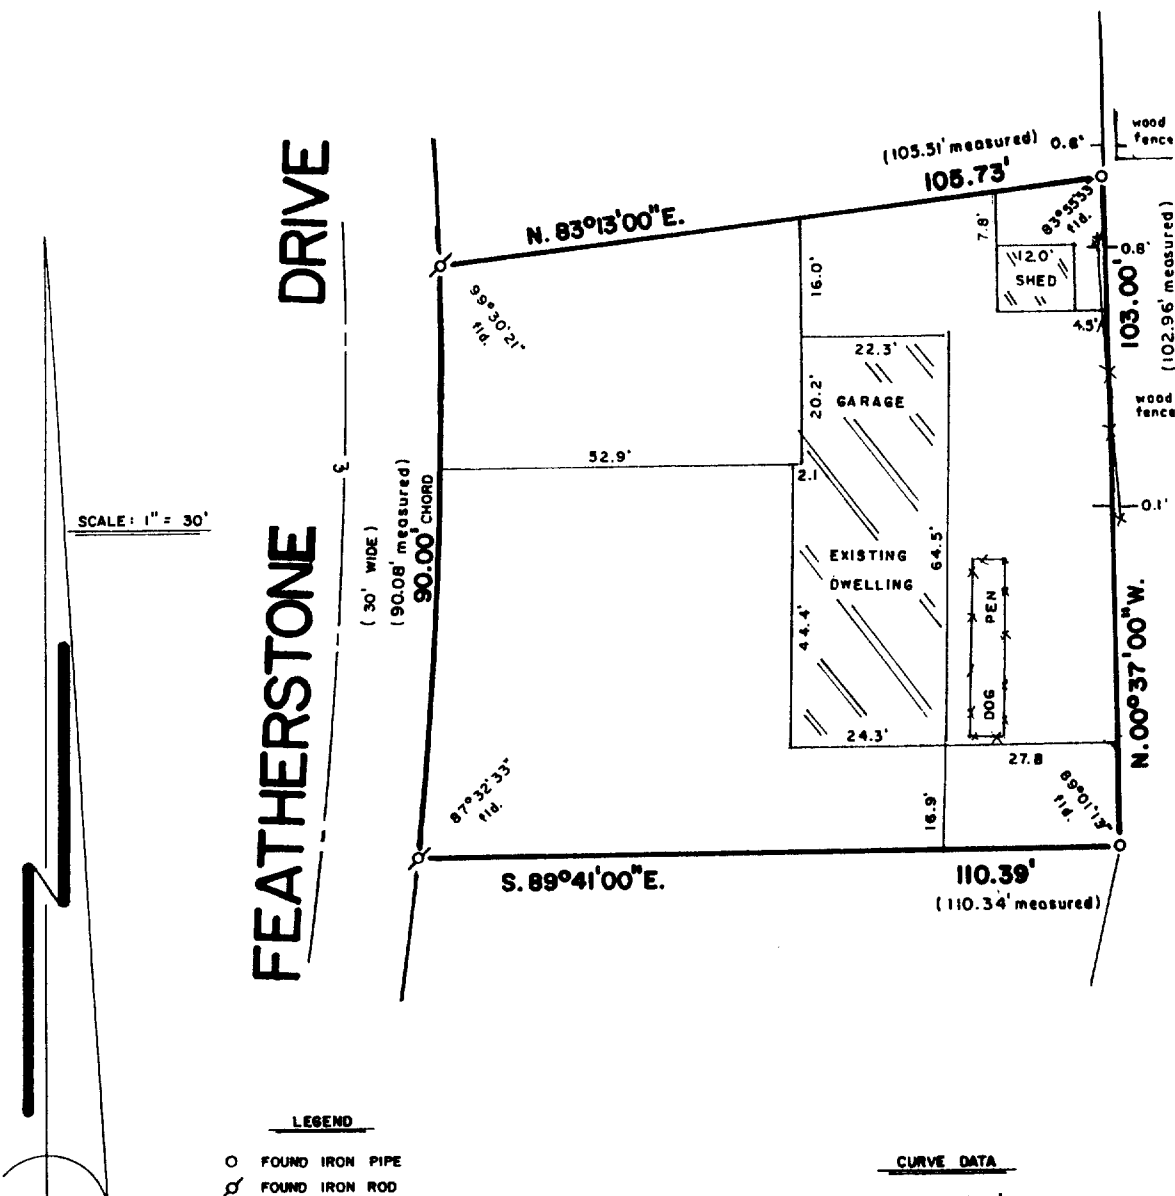 wood
fence
0.8'
(105.51' measured)
105.73'
N. 83°13'00"E.
83°55'33"
fld.
7.8'
12.0'
SHED
4.5'
0.8'
103.00'
(102.96' measured)
wood
fence
0.1'
N. 00°37'00"W.
99°30'21"
fld.
16.0'
22.3'
20.2'
GARAGE
52.9'
2.1
EXISTING
DWELLING
64.5'
44.4'
24.3'
DOG PEN
27.8
16.9'
89°01'13"
fld.
87°32'33"
fld.
S. 89°41'00"E.
110.39'
(110.34' measured)
FEATHERSTONE DRIVE
(30' WIDE)
(90.08' measured)
90.00' CHORD
SCALE: 1" = 30'
LEGEND
FOUND IRON PIPE
FOUND IRON ROD
CURVE DATA